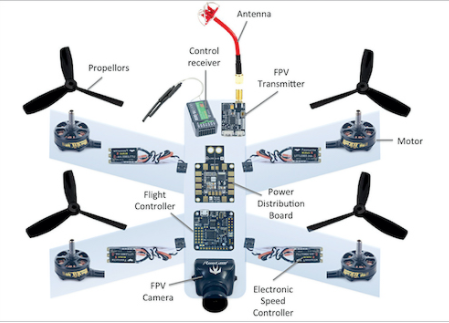 Antenna
Control
receiver
Propellors
FPV
Transmitter
Motor
Flight
Controller
Power
Distribution
Board
FPV
Camera
Electronic
Speed
Controller